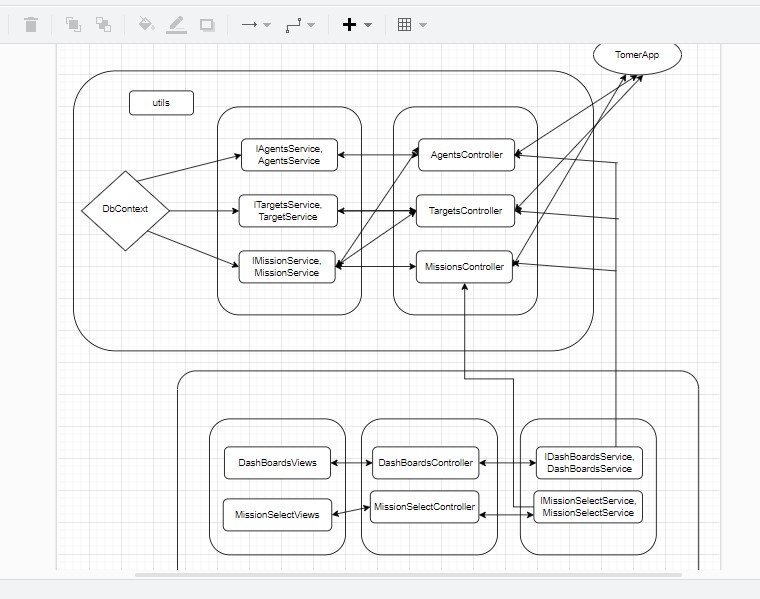 TomerApp
utils
IAgentsService,
AgentsService
AgentsController
DbContext
ITargetsService,
TargetService
TargetsController
IMissionService,
MissionService
MissionsController
DashBoardsViews
DashBoardsController
IDashBoardsService,
DashBoardsService
MissionSelectViews
MissionSelectController
IMissionSelectService,
MissionSelectService